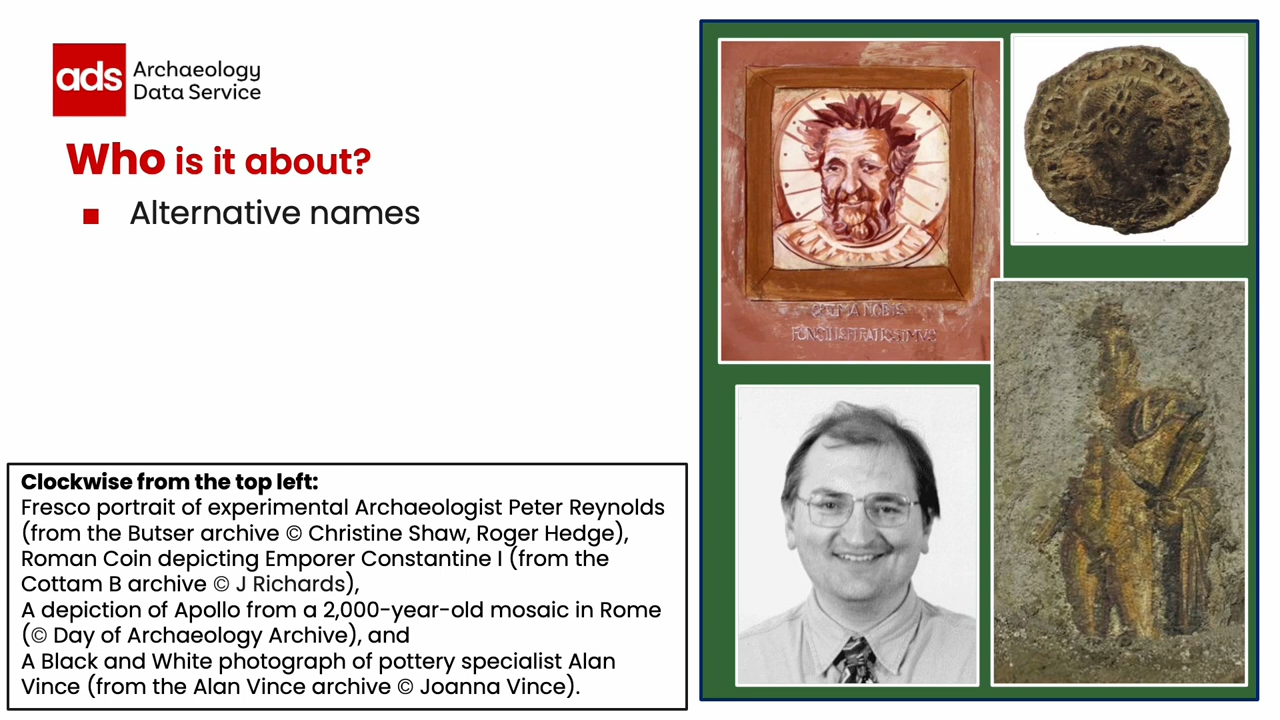 ads Archaeology
Data Service
Who is it about?
Alternative names
Clockwise from the top left:
Fresco portrait of experimental Archaeologist Peter Reynolds
(from the Butser archive © Christine Shaw, Roger Hedge),
Roman Coin depicting Emporer Constantine I (from the
Cottam B archive © J Richards),
A depiction of Apollo from a 2,000-year-old mosaic in Rome
(© Day of Archaeology Archive), and
A Black and White photograph of pottery specialist Alan
Vince (from the Alan Vince archive © Joanna Vince).